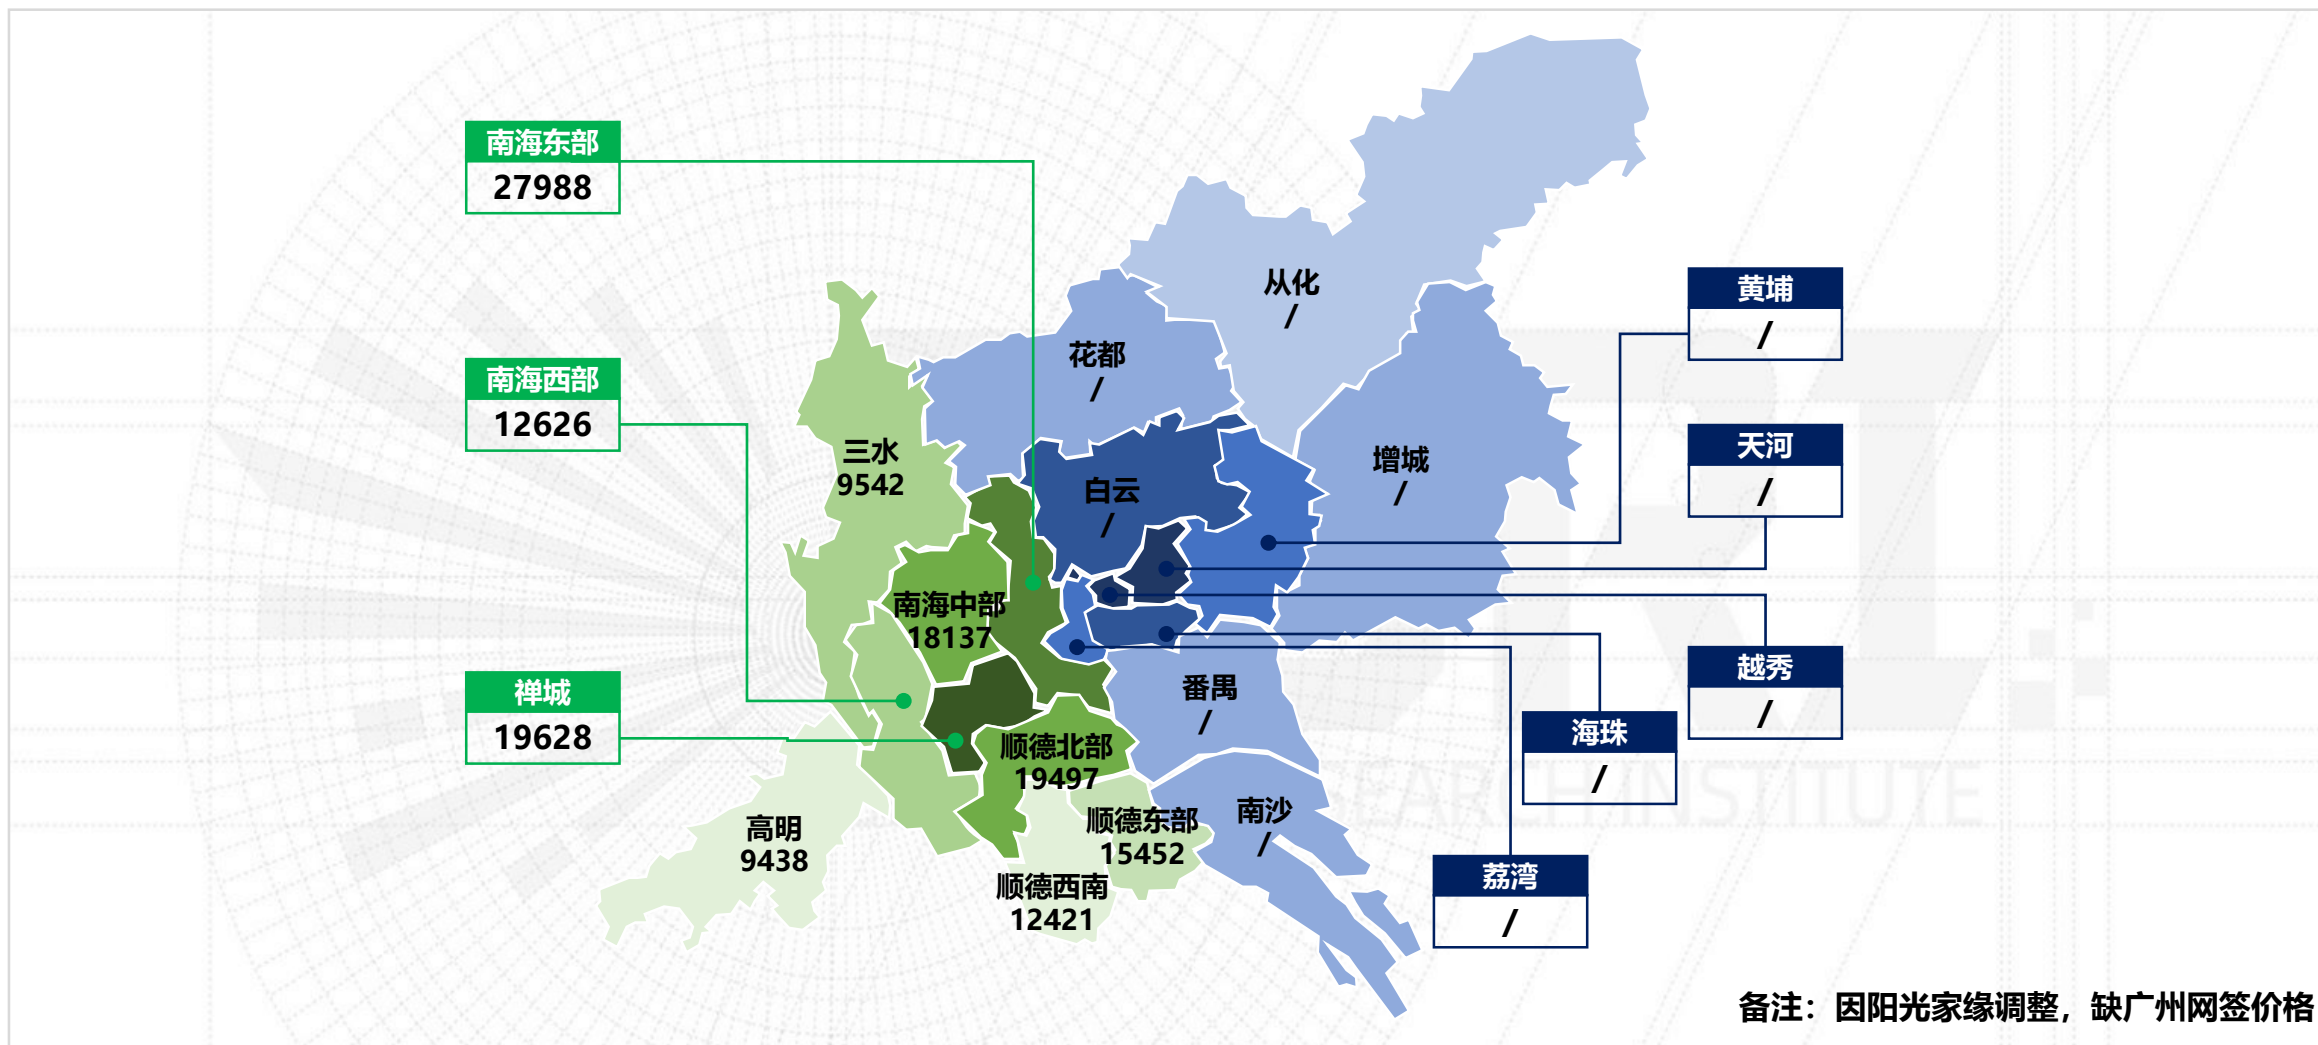 南海东部
27988
南海西部
12626
禅城
19628
从化
/
花都
/
三水
9542
白云
/
增城
/
南海中部
18137
番禺
/
顺德北部
19497
高明
9438
顺德东部
15452
南沙
/
顺德西南
12421
黄埔
/
天河
/
越秀
/
海珠
/
荔湾
/
SEARCH INSTITUTE
备注：因阳光家缘调整，缺广州网签价格